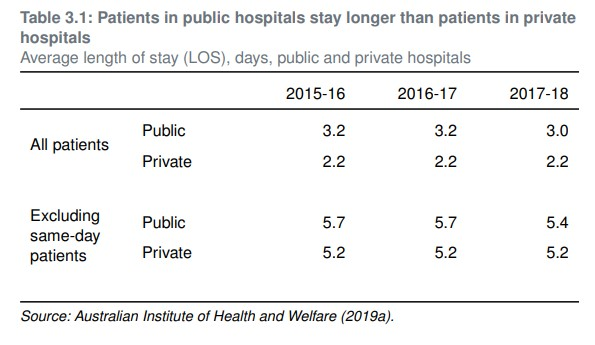 Table 3.1: Patients in public hospitals stay longer than patients in private
hospitals
Average length of stay (LOS), days, public and private hospitals
2015-16 2016-17 2017-18
All patients
Public 3.2 3.2 3.0
Private 2.2 2.2 2.2
Excluding
same-day
patients
Public 5.7 5.7 5.4
Private 5.2 5.2 5.2
Source: Australian Institute of Health and Welfare (2019a).